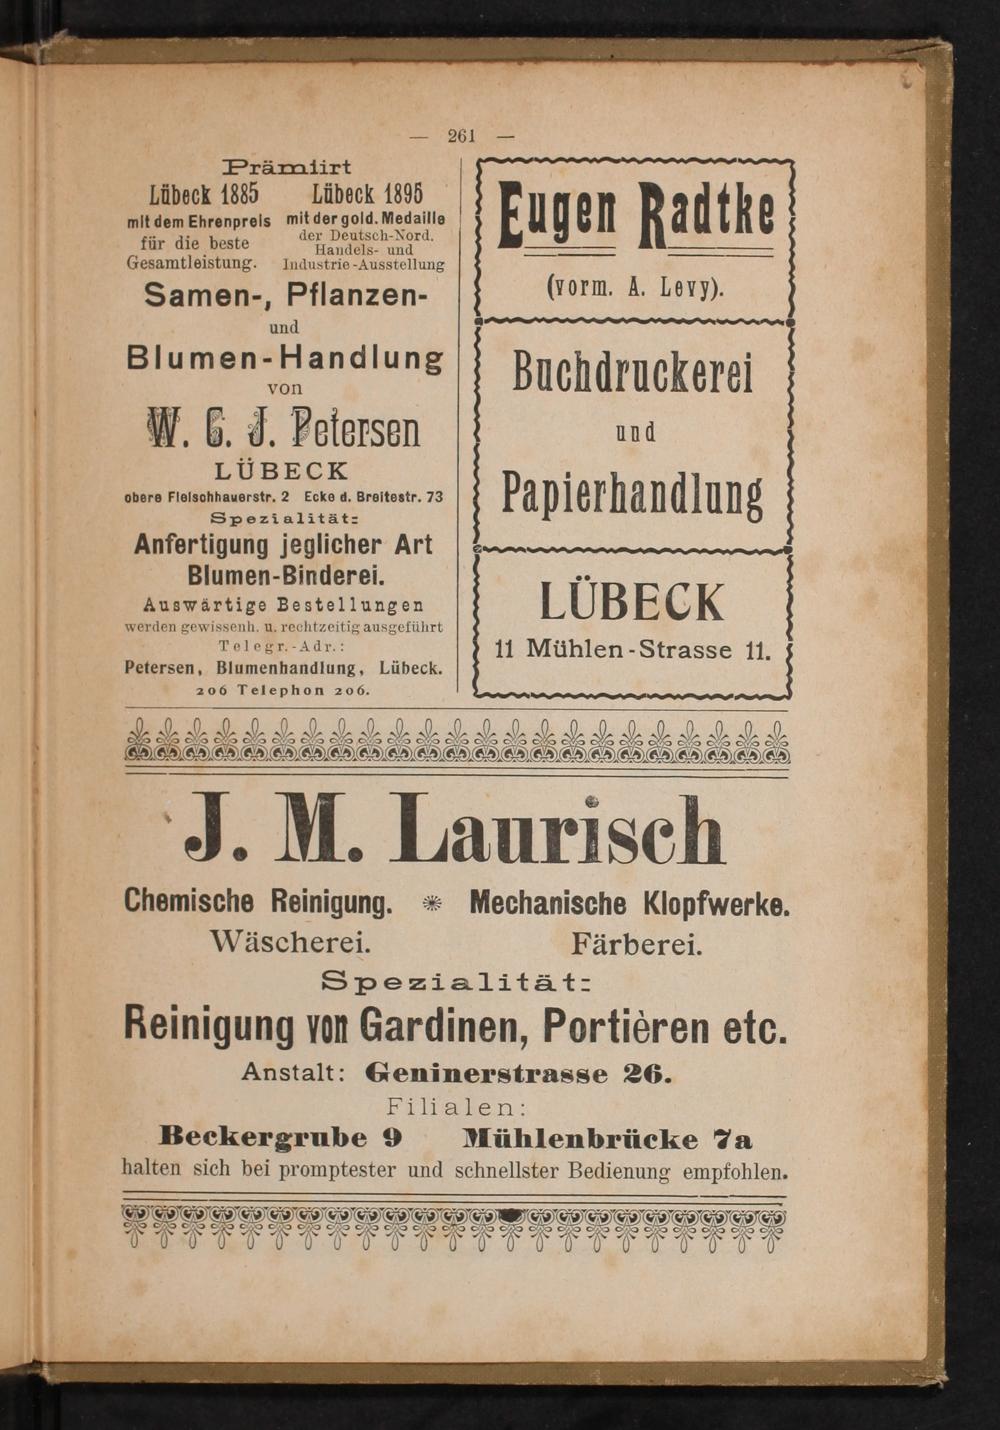 — 261 —
Prämiirt
Lübeck 1885
mit dem Ehrenpreis
für die beste
Gesamtleistung.
Lübeck 1895
mit der gold. Medaille
der Deutsch-Nord.
Handels- und
Industrie-Ausstellung
Samen-, Pflanzen-
und
Blumen-Handlung
von
W. G. J. Petersen
LÜBECK
obere Fleischhauerstr. 2 Ecke d. Breitestr. 73
Spezialität:
Anfertigung jeglicher Art
Blumen-Binderei.
Auswärtige Bestellungen
werden gewissenh. u. rechtzeitig ausgeführt
Telegr.-Adr.:
Petersen, Blumenhandlung, Lübeck.
206 Telephon 206.
Eugen Radtke
(vorm. A. Levy).
Buchdruckerei
und
Papierhandlung
LÜBECK
11 Mühlen-Strasse 11.
J. M. Laurisch
Chemische Reinigung. Mechanische Klopfwerke.
Wäscherei. Färberei.
Spezialität:
Reinigung von Gardinen, Portièren etc.
Anstalt: Geninerstrasse 26.
Filialen:
Beckergrube 9 Mühlenbrücke 7a
halten sich bei promptester und schnellster Bedienung empfohlen.